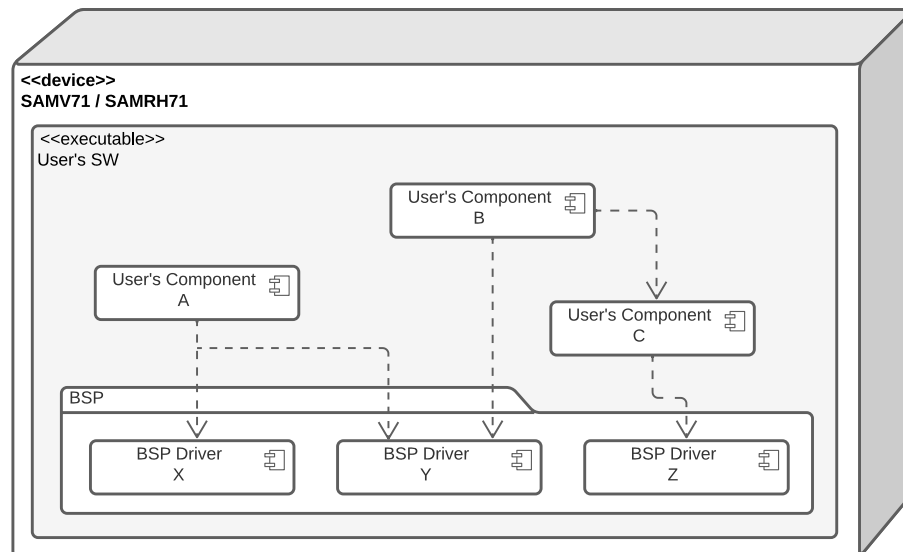 <<device>>
SAMV71 / SAMRH71
<<executable>>
User's SW
User's Component
B
User's Component
A
User's Component
C
BSP
BSP Driver
X
BSP Driver
Y
BSP Driver
Z